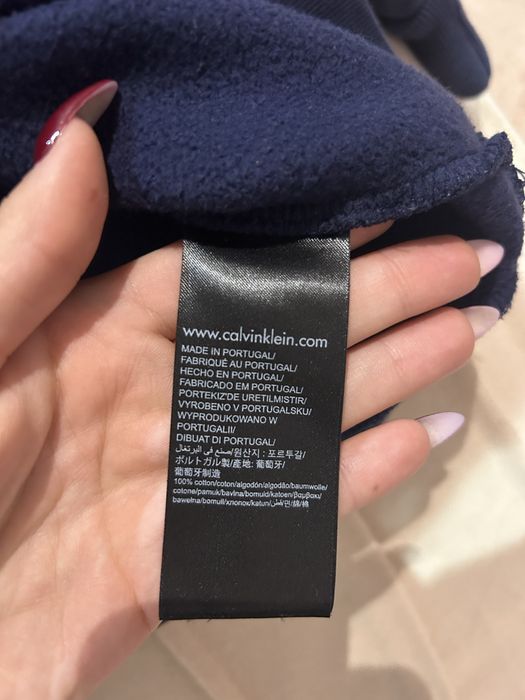 www.calvinklein.com
MADE IN PORTUGAL/
FABRIQUÉ AU PORTUGAL/
HECHO EN PORTUGAL/
FABRICADO EM PORTUGAL/
PORTEKIZ'DE URETILMISTIR/
VYROBENO V PORTUGALSKU/
WYPRODUKOWANO W
PORTUGALII/
DIBUAT DI PORTUGAL/
صنع في البرتغال/원산지 : 포르투갈/
ポルトガル製/產地: 葡萄牙/
葡萄牙制造
100% cotton/coton/algodón/algodão/baumwolle/
cotone/pamuk/bavlna/bomuld/katoen/βαμβακι/
bawełna/bomull/хлопок/katun/قطن/면/綿/棉